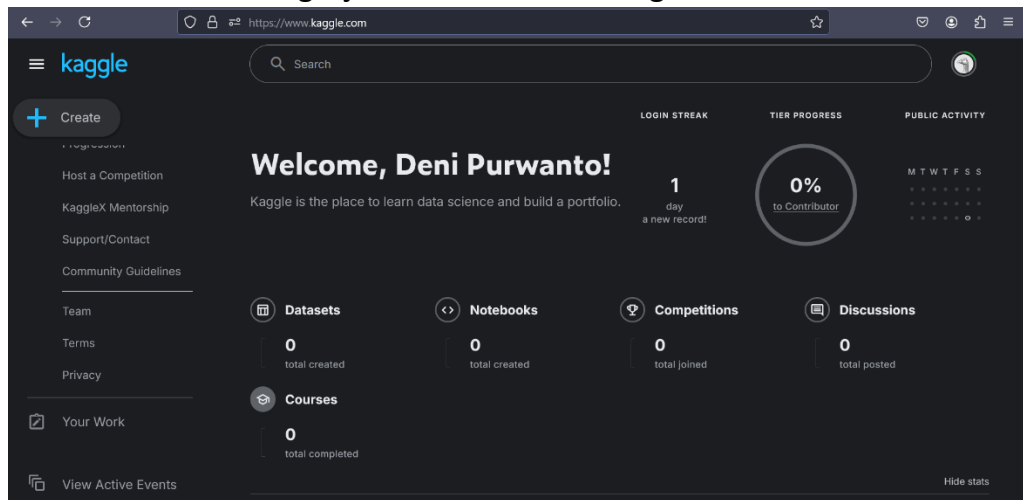 https://www.kaggle.com
kaggle
Search
Create
Host a Competition
KaggleX Mentorship
Support/Contact
Community Guidelines
Team
Terms
Privacy
Your Work
View Active Events
LOGIN STREAK
TIER PROGRESS
PUBLIC ACTIVITY
Welcome, Deni Purwanto!
Kaggle is the place to learn data science and build a portfolio.
1
day
a new record!
0%
to Contributor
M T W T F S S
Datasets
0
total created
Notebooks
0
total created
Competitions
0
total joined
Discussions
0
total posted
Courses
0
total completed
Hide stats